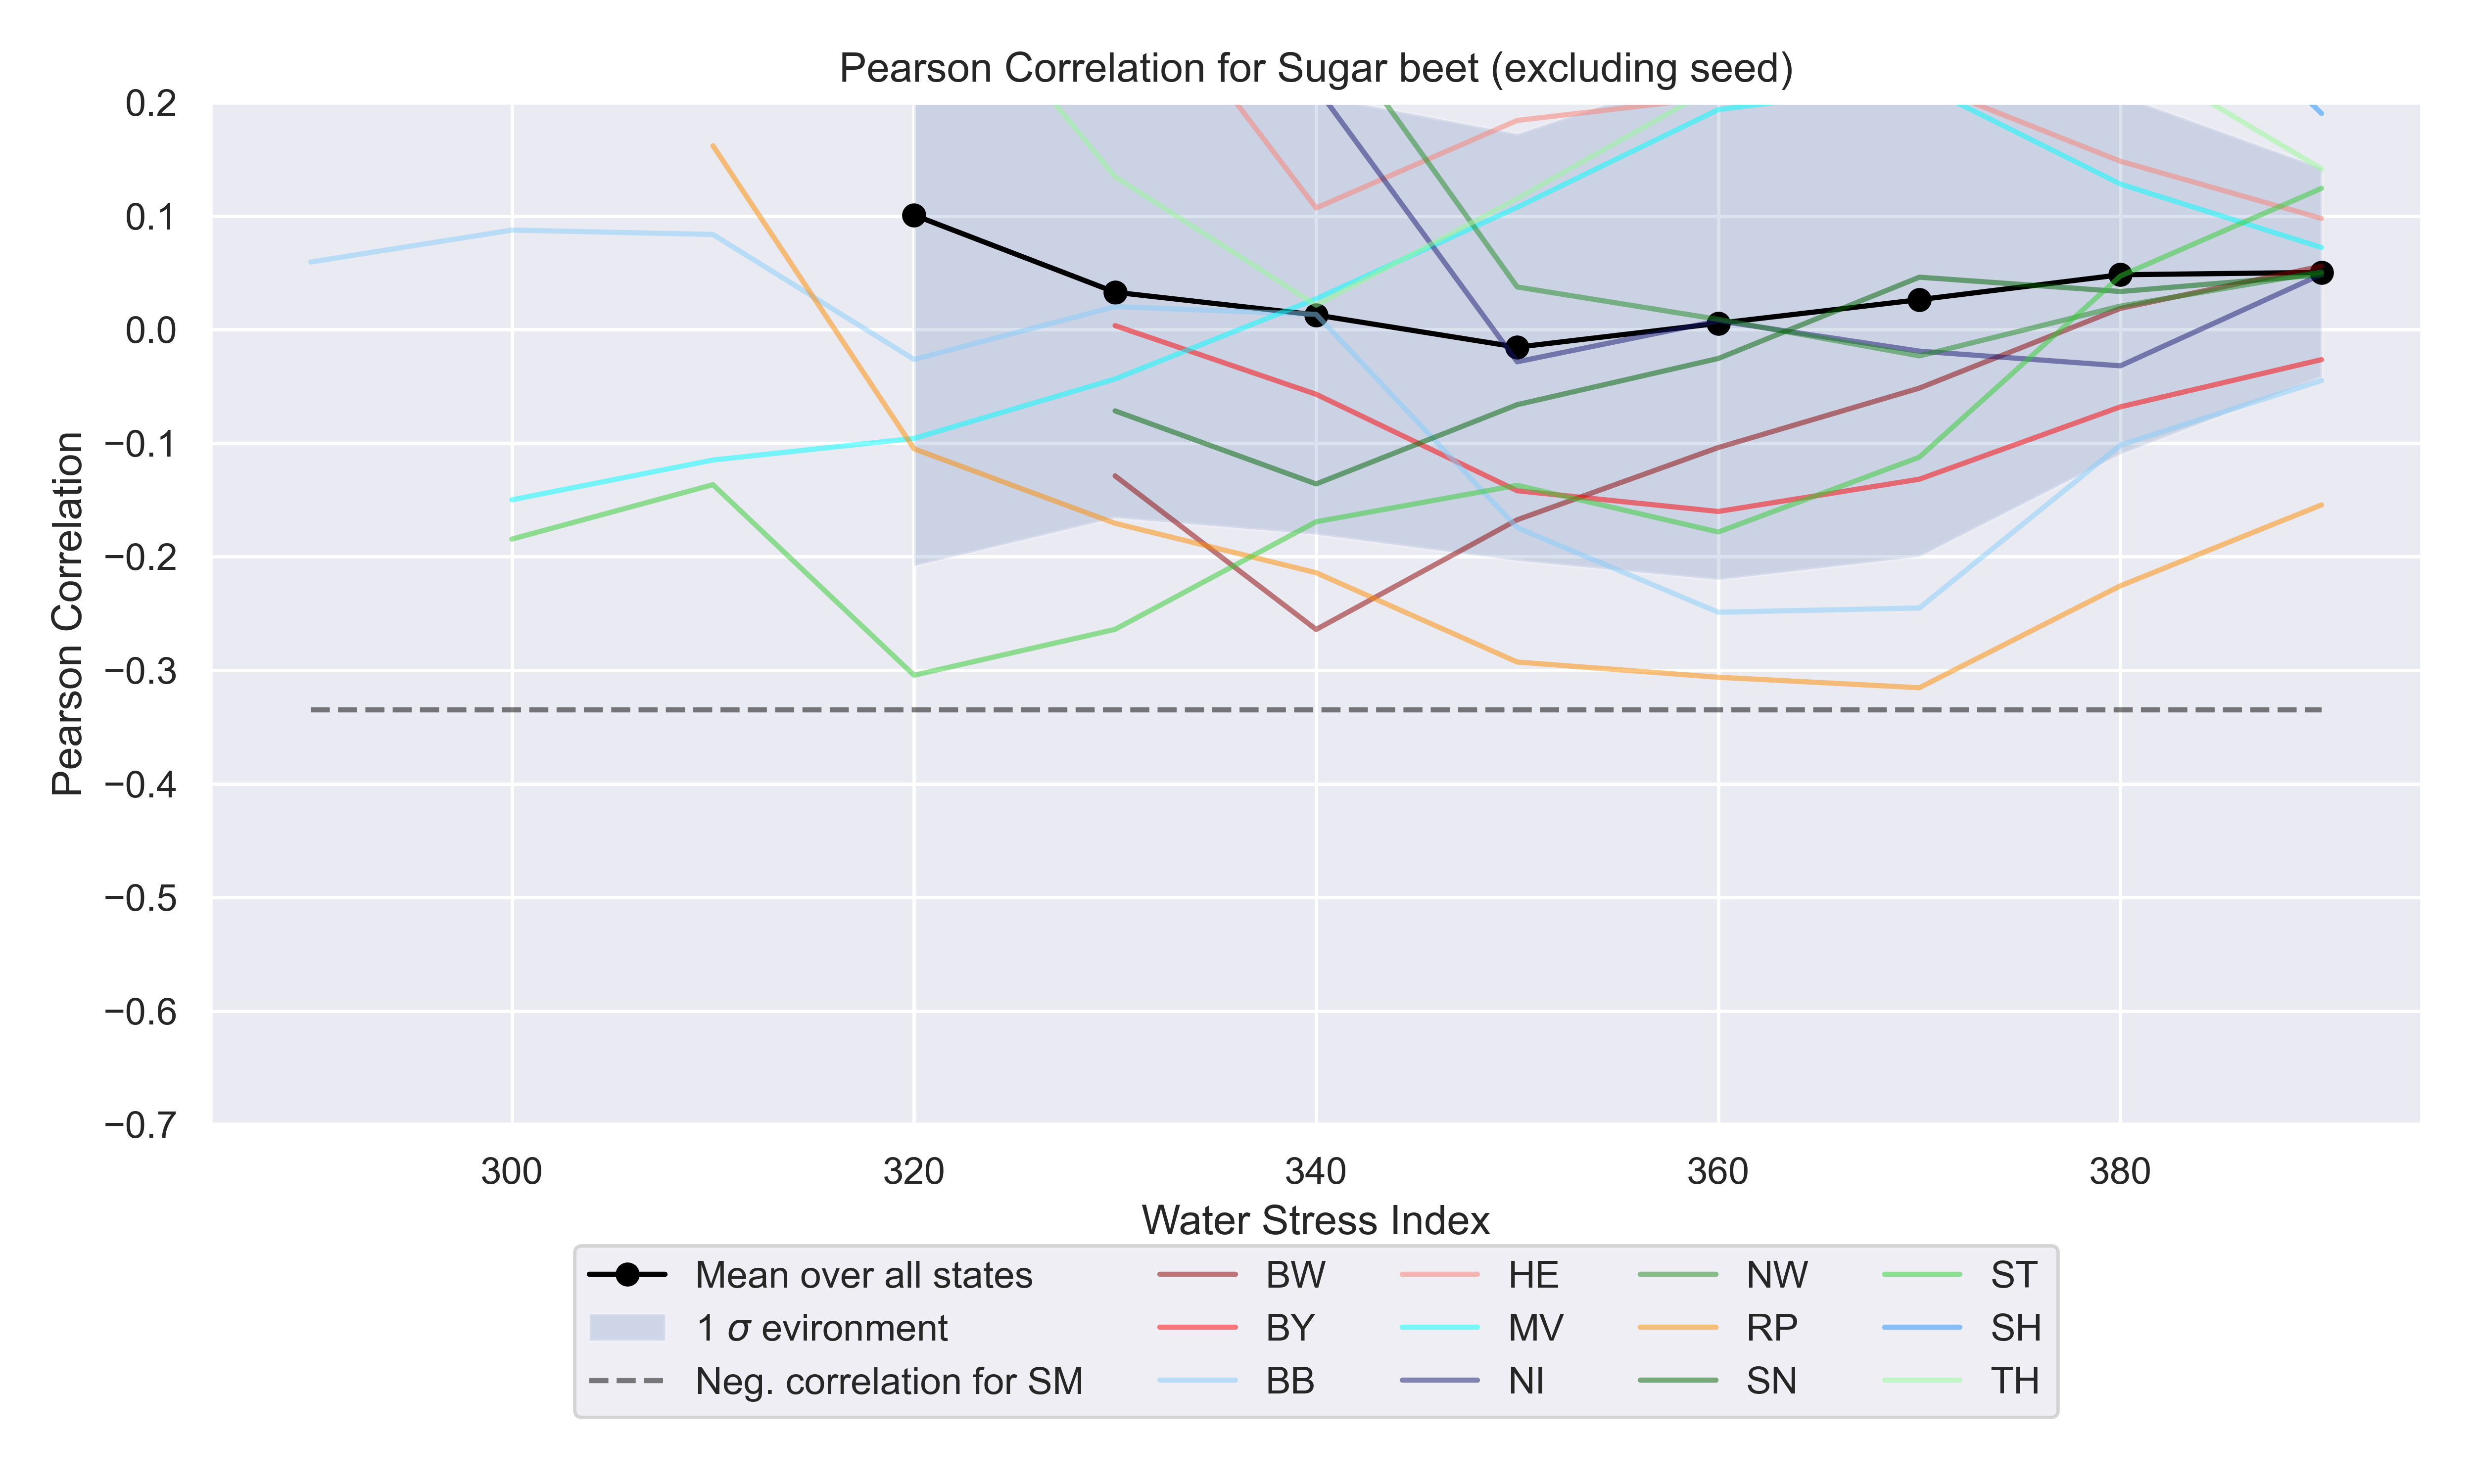 Pearson Correlation for Sugar beet (excluding seed)
0.2
0.1
0.0
−0.1
−0.2
−0.3
−0.4
−0.5
−0.6
−0.7
Pearson Correlation
300 320 340 360 380
Water Stress Index
Mean over all states BW HE NW ST
1 σ evironment BY MV RP SH
Neg. correlation for SM BB NI SN TH